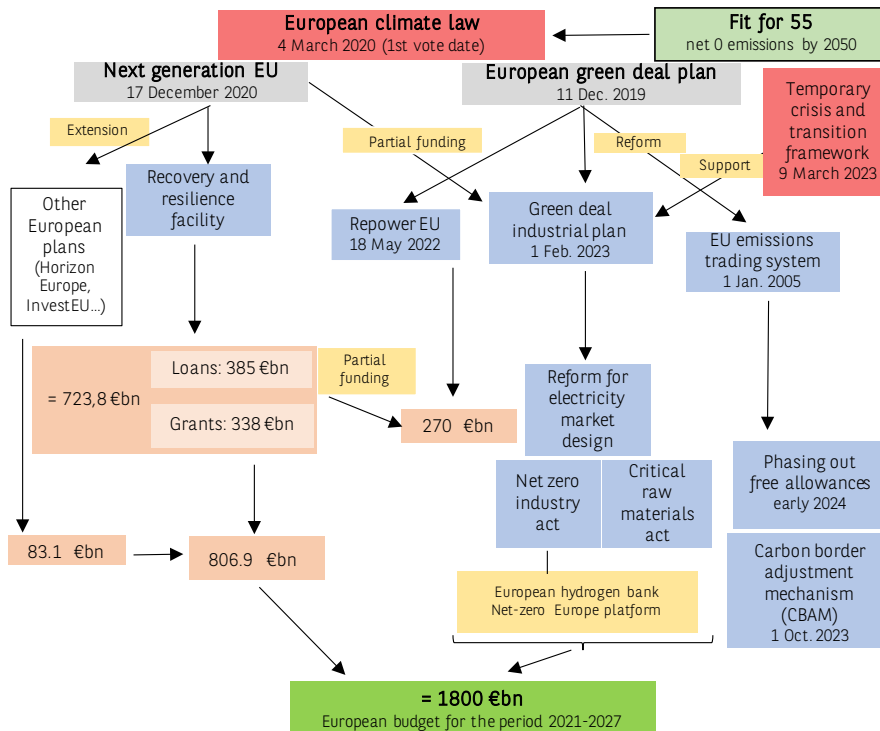 European climate law
4 March 2020 (1st vote date)
Fit for 55
net 0 emissions by 2050
Next generation EU
17 December 2020
European green deal plan
11 Dec. 2019
Temporary
crisis and
transition
framework
9 March 2023
Extension
Partial funding
Reform
Support
Other
European
plans
(Horizon
Europe,
InvestEU...)
Recovery and
resilience
facility
Repower EU
18 May 2022
Green deal
industrial plan
1 Feb. 2023
EU emissions
trading system
1 Jan. 2005
= 723,8 €bn
Loans: 385 €bn
Grants: 338 €bn
Partial
funding
270 €bn
Reform for
electricity
market
design
Net zero
industry
act
Critical
raw
materials
act
Phasing out
free allowances
early 2024
83.1 €bn
806.9 €bn
European hydrogen bank
Net-zero Europe platform
Carbon border
adjustment
mechanism
(CBAM)
1 Oct. 2023
= 1800 €bn
European budget for the period 2021-2027